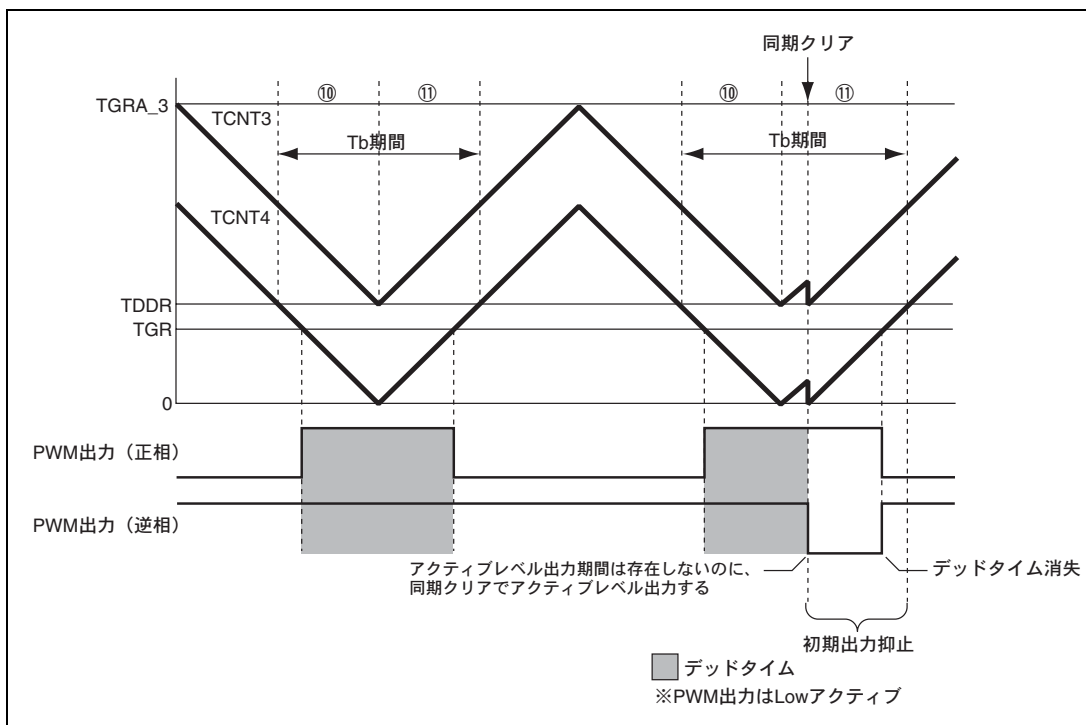 同期クリア
TGRA_3
⑩
⑪
⑩
⑪
TCNT3
Tb期間
Tb期間
TCNT4
TDDR
TGR
0
PWM出力（正相）
PWM出力（逆相）
アクティブレベル出力期間は存在しないのに、
同期クリアでアクティブレベル出力する
デッドタイム消失
初期出力抑止
デッドタイム
※PWM出力はLowアクティブ